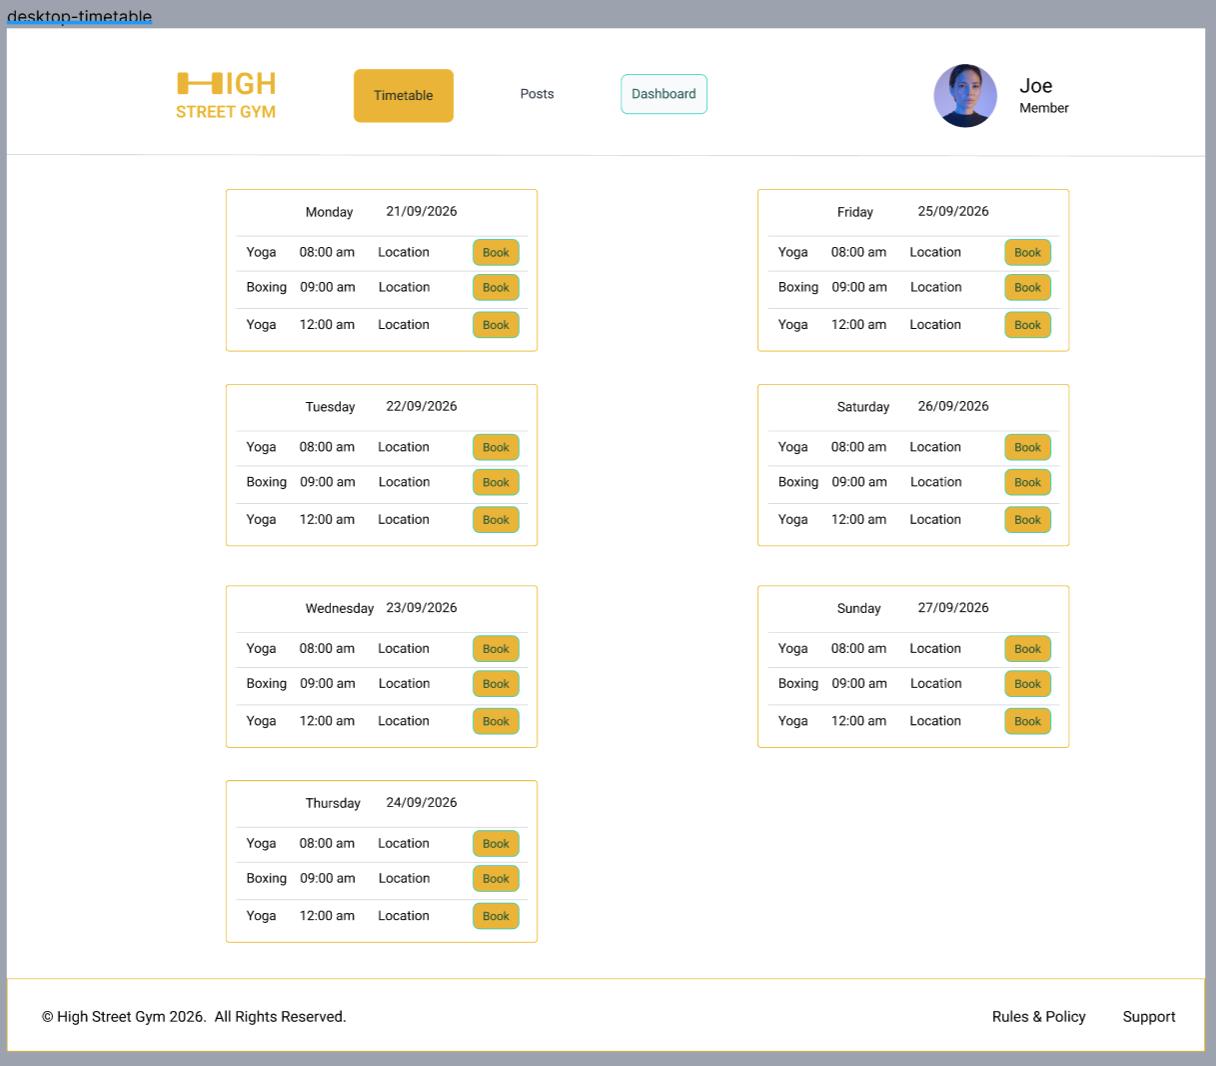 desktop-timetable
HIGH
STREET GYM
Timetable
Posts
Dashboard
Joe
Member
Monday 21/09/2026
Yoga 08:00 am Location Book
Boxing 09:00 am Location Book
Yoga 12:00 am Location Book
Tuesday 22/09/2026
Yoga 08:00 am Location Book
Boxing 09:00 am Location Book
Yoga 12:00 am Location Book
Wednesday 23/09/2026
Yoga 08:00 am Location Book
Boxing 09:00 am Location Book
Yoga 12:00 am Location Book
Thursday 24/09/2026
Yoga 08:00 am Location Book
Boxing 09:00 am Location Book
Yoga 12:00 am Location Book
Friday 25/09/2026
Yoga 08:00 am Location Book
Boxing 09:00 am Location Book
Yoga 12:00 am Location Book
Saturday 26/09/2026
Yoga 08:00 am Location Book
Boxing 09:00 am Location Book
Yoga 12:00 am Location Book
Sunday 27/09/2026
Yoga 08:00 am Location Book
Boxing 09:00 am Location Book
Yoga 12:00 am Location Book
© High Street Gym 2026. All Rights Reserved.
Rules & Policy
Support